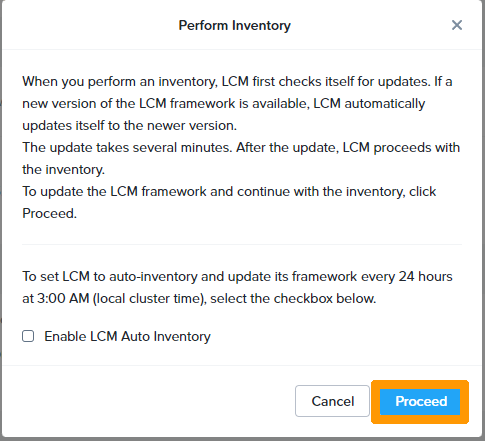 Perform Inventory
When you perform an inventory, LCM first checks itself for updates. If a
new version of the LCM framework is available, LCM automatically
updates itself to the newer version.
The update takes several minutes. After the update, LCM proceeds with
the inventory.
To update the LCM framework and continue with the inventory, click
Proceed.
To set LCM to auto-inventory and update its framework every 24 hours
at 3:00 AM (local cluster time), select the checkbox below.
Enable LCM Auto Inventory
Cancel Proceed